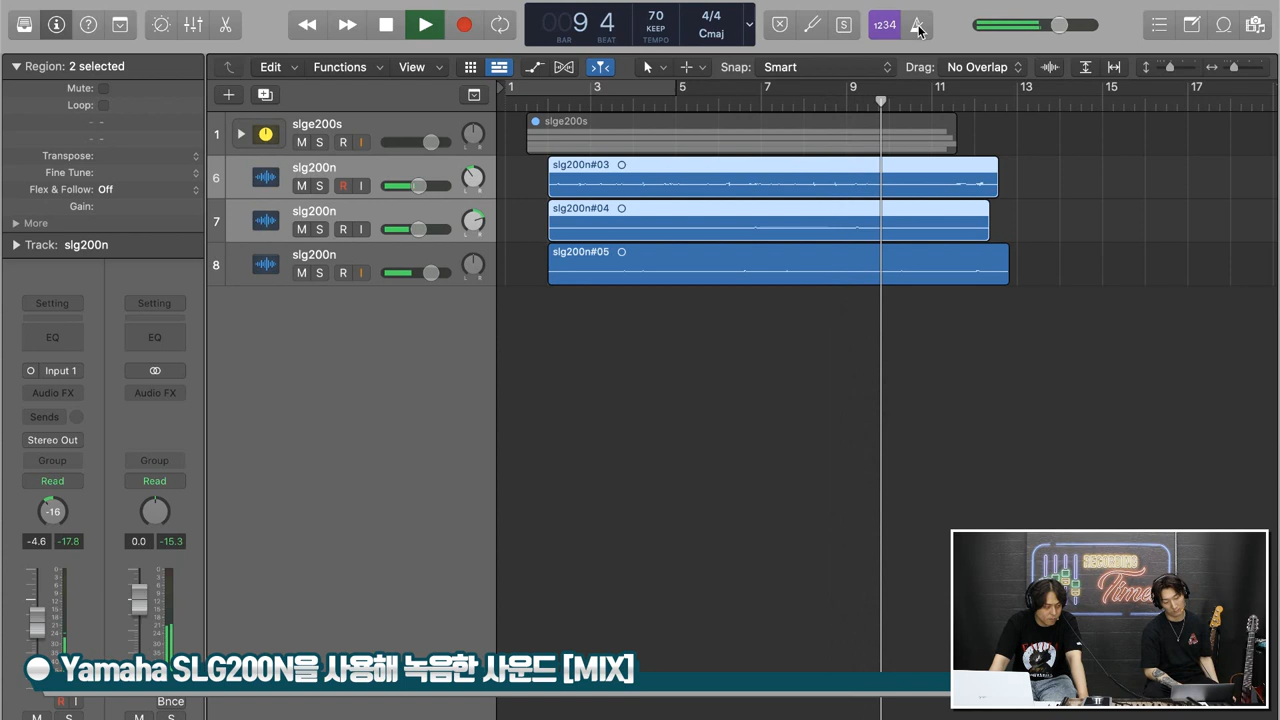 9 4
BAR BEAT
70
KEEP
TEMPO
4/4
Cmaj
S
1234
Region: 2 selected
Mute:
Loop:
Transpose:
Fine Tune:
Flex & Follow: Off
Gain:
More
Track: slg200n
Edit
Functions
View
Snap: Smart
Drag: No Overlap
1 3 5 7 9 11 13 15 17
1 slge200s
M S R I
L R
slge200s
6 slg200n
M S R I
L R
slg200n#03
7 slg200n
M S R I
L R
slg200n#04
8 slg200n
M S R I
L R
slg200n#05
Setting Setting
EQ EQ
Input 1
Audio FX Audio FX
Sends
Stereo Out
Group Group
Read Read
-16
-4.6 -17.8 0.0 -15.3
R I Bnce
M S M S
RECORDING
Time
Yamaha SLG200N을 사용해 녹음한 사운드 [MIX]